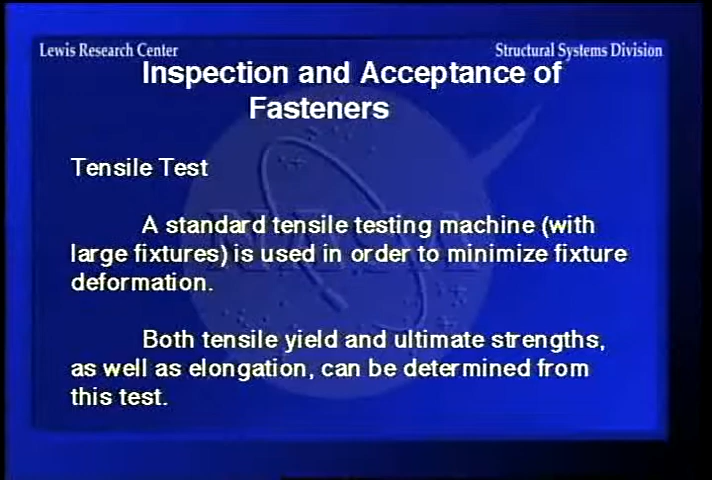 Lewis Research Center
Structural Systems Division
Inspection and Acceptance of
Fasteners
Tensile Test
A standard tensile testing machine (with
large fixtures) is used in order to minimize fixture
deformation.
Both tensile yield and ultimate strengths,
as well as elongation, can be determined from
this test.